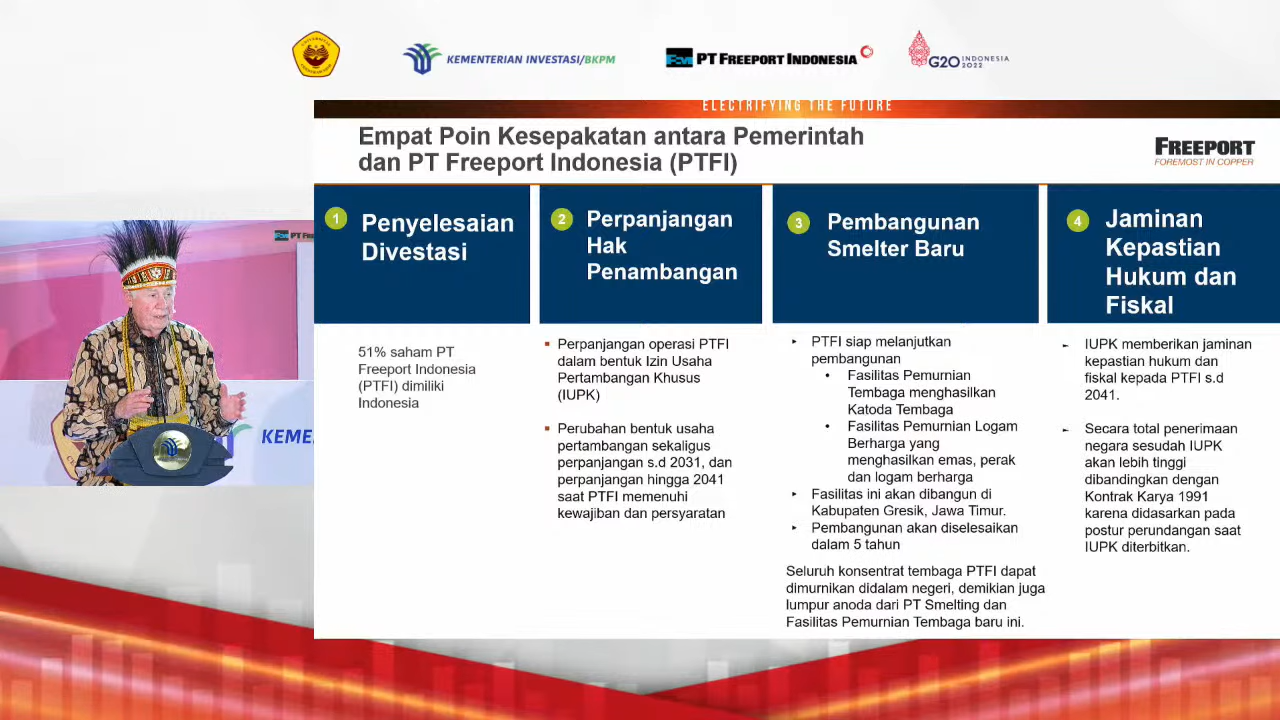 KEMENTERIAN INVESTASI/BKPM
FCX PT FREEPORT INDONESIA
G20 INDONESIA
2022
ELECTRIFYING THE FUTURE
Empat Poin Kesepakatan antara Pemerintah
dan PT Freeport Indonesia (PTFI)
FREEPORT
FOREMOST IN COPPER
1
Penyelesaian
Divestasi
51% saham PT
Freeport Indonesia
(PTFI) dimiliki
Indonesia
2
Perpanjangan
Hak
Penambangan
Perpanjangan operasi PTFI
dalam bentuk Izin Usaha
Pertambangan Khusus
(IUPK)
Perubahan bentuk usaha
pertambangan sekaligus
perpanjangan s.d 2031, dan
perpanjangan hingga 2041
saat PTFI memenuhi
kewajiban dan persyaratan
3
Pembangunan
Smelter Baru
PTFI siap melanjutkan
pembangunan
• Fasilitas Pemurnian
Tembaga menghasilkan
Katoda Tembaga
• Fasilitas Pemurnian Logam
Berharga yang
menghasilkan emas, perak
dan logam berharga
Fasilitas ini akan dibangun di
Kabupaten Gresik, Jawa Timur.
Pembangunan akan diselesaikan
dalam 5 tahun
Seluruh konsentrat tembaga PTFI dapat
dimurnikan didalam negeri, demikian juga
lumpur anoda dari PT Smelting dan
Fasilitas Pemurnian Tembaga baru ini.
4
Jaminan
Kepastian
Hukum dan
Fiskal
IUPK memberikan jaminan
kepastian hukum dan
fiskal kepada PTFI s.d
2041.
Secara total penerimaan
negara sesudah IUPK
akan lebih tinggi
dibandingkan dengan
Kontrak Karya 1991
karena didasarkan pada
postur perundangan saat
IUPK diterbitkan.
PT FREE
KEME